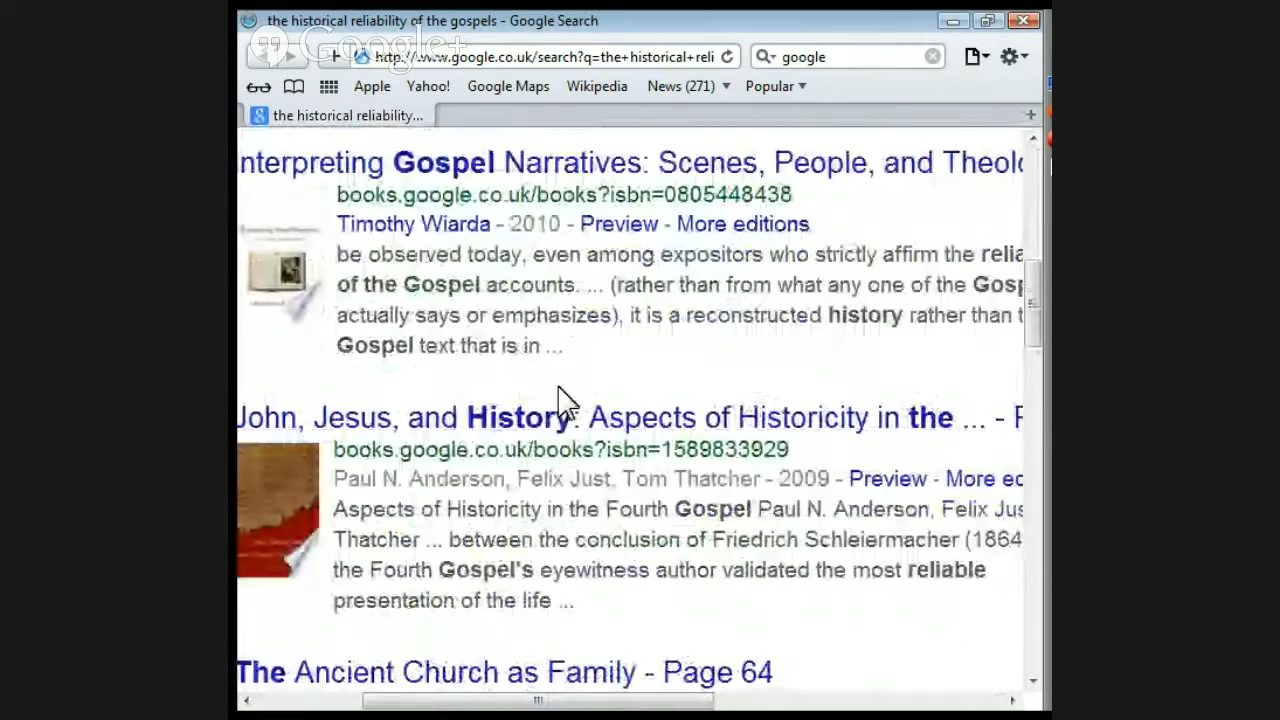 the historical reliability of the gospels - Google Search
Google+
http://www.google.co.uk/search?q=the+historical+reli
google
Apple Yahoo! Google Maps Wikipedia News (271) Popular
the historical reliability...
nterpreting Gospel Narratives: Scenes, People, and Theolo
books.google.co.uk/books?isbn=0805448438
Timothy Wiarda - 2010 - Preview - More editions
be observed today, even among expositors who strictly affirm the relia
of the Gospel accounts. ... (rather than from what any one of the Gosp
actually says or emphasizes), it is a reconstructed history rather than t
Gospel text that is in ...
John, Jesus, and History: Aspects of Historicity in the ... - P
books.google.co.uk/books?isbn=1589833929
Paul N. Anderson, Felix Just, Tom Thatcher - 2009 - Preview - More ed
Aspects of Historicity in the Fourth Gospel Paul N. Anderson, Felix Jus
Thatcher ... between the conclusion of Friedrich Schleiermacher (1864
the Fourth Gospel's eyewitness author validated the most reliable
presentation of the life ...
The Ancient Church as Family - Page 64